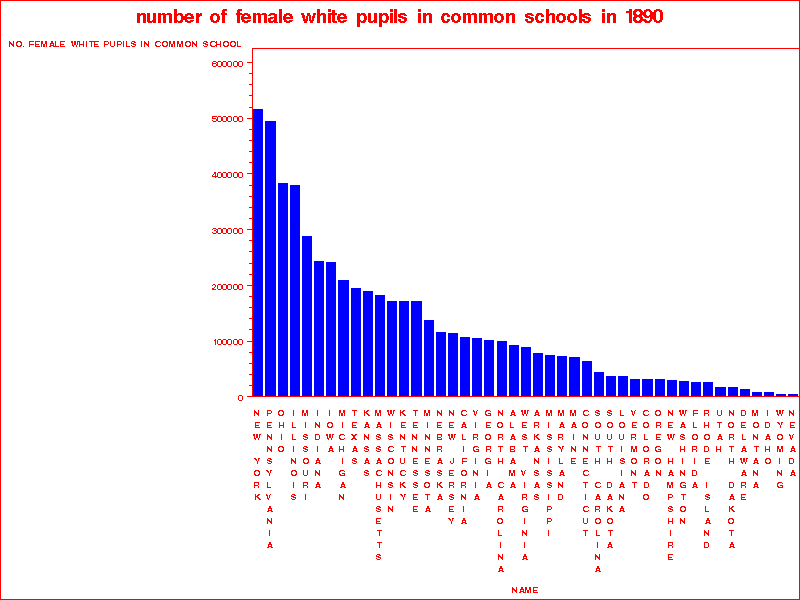 number of female white pupils in common schools in 1890
NO. FEMALE WHITE PUPILS IN COMMON SCHOOL
600000
500000
400000
300000
200000
100000
0
NEW YORK
PENNSYLVANIA
OHIO
ILLINOIS
MISSOURI
INDIANA
IOWA
MICHIGAN
TEXAS
KANSAS
MASSACHUSETTS
WISCONSIN
KENTUCKY
TENNESSEE
MINNESOTA
NEBRASKA
NEW JERSEY
CALIFORNIA
VIRGINIA
GEORGIA
NORTH CAROLINA
ALABAMA
WEST VIRGINIA
ARKANSAS
MISSISSIPPI
MARYLAND
MAINE
CONNECTICUT
SOUTH CAROLINA
SOUTH DAKOTA
LOUISIANA
VERMONT
COLORADO
OREGON
NEW HAMPSHIRE
WASHINGTON
FLORIDA
RHODE ISLAND
UTAH
NORTH DAKOTA
DELAWARE
MONTANA
IDAHO
WYOMING
NEVADA
NAME